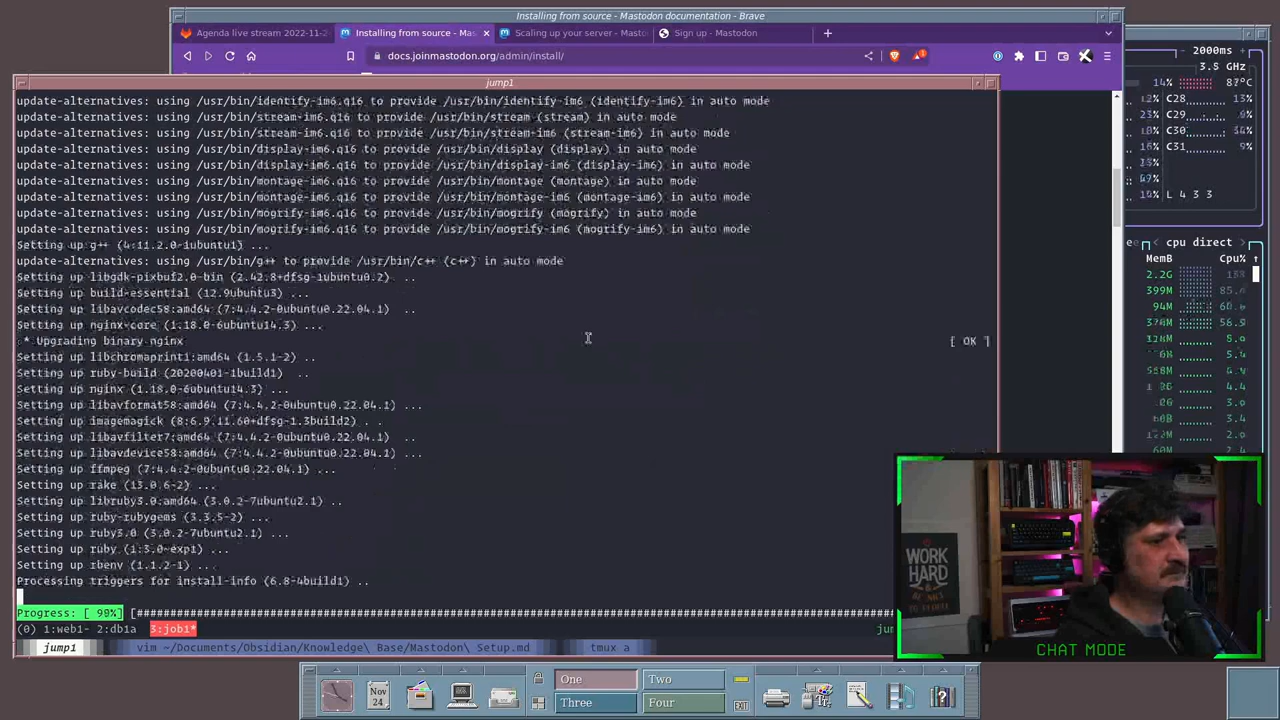 Installing from source - Mastodon documentation - Brave
Agenda live stream 2022-11-2
Installing from source - Mas
Scaling up your server - Mast
Sign up - Mastodon
docs.joinmastodon.org/admin/install/
2000ms
3.5 GHz
14% 87°C
C28 13%
C29
C30
C31 9%
L 4 3 3
cpu direct
MemB Cpu%
2.2G
399M
94M
jump1
update-alternatives: using /usr/bin/identify-im6.q16 to provide /usr/bin/identify-im6 (identify-im6) in auto mode
update-alternatives: using /usr/bin/stream-im6.q16 to provide /usr/bin/stream (stream) in auto mode
update-alternatives: using /usr/bin/stream-im6.q16 to provide /usr/bin/stream-im6 (stream-im6) in auto mode
update-alternatives: using /usr/bin/display-im6.q16 to provide /usr/bin/display (display) in auto mode
update-alternatives: using /usr/bin/display-im6.q16 to provide /usr/bin/display-im6 (display-im6) in auto mode
update-alternatives: using /usr/bin/montage-im6.q16 to provide /usr/bin/montage (montage) in auto mode
update-alternatives: using /usr/bin/montage-im6.q16 to provide /usr/bin/montage-im6 (montage-im6) in auto mode
update-alternatives: using /usr/bin/mogrify-im6.q16 to provide /usr/bin/mogrify (mogrify) in auto mode
update-alternatives: using /usr/bin/mogrify-im6.q16 to provide /usr/bin/mogrify-im6 (mogrify-im6) in auto mode
Setting up g++ (4:11.2.0-1ubuntu1) ...
update-alternatives: using /usr/bin/g++ to provide /usr/bin/c++ (c++) in auto mode
Setting up libgdk-pixbuf2.0-bin (2.42.8+dfsg-1ubuntu0.2) ..
Setting up build-essential (12.9ubuntu3) ...
Setting up libavcodec58:amd64 (7:4.4.2-0ubuntu0.22.04.1) ..
Setting up nginx-core (1.18.0-6ubuntu14.3) ...
* Upgrading binary nginx [ OK ]
Setting up libchromaprint1:amd64 (1.5.1-2) ..
Setting up ruby-build (20200401-1build1) ..
Setting up nginx (1.18.0-6ubuntu14.3) ...
Setting up libavformat58:amd64 (7:4.4.2-0ubuntu0.22.04.1) ...
Setting up imagemagick (8:6.9.11.60+dfsg-1.3build2) . .
Setting up libavfilter7:amd64 (7:4.4.2-0ubuntu0.22.04.1) ..
Setting up libavdevice58:amd64 (7:4.4.2-0ubuntu0.22.04.1) ...
Setting up ffmpeg (7:4.4.2-0ubuntu0.22.04.1) ...
Setting up rake (13.0.6-2) ...
Setting up libruby3.0:amd64 (3.0.2-7ubuntu2.1) ..
Setting up ruby-rubygems (3.3.5-2) ...
Setting up ruby3.0 (3.0.2-7ubuntu2.1) ...
Setting up ruby (1:3.0~exp1) ...
Setting up rbenv (1.1.2-1) ...
Processing triggers for install-info (6.8-4build1) ..
Progress: [ 99%] [####################
(0) 1:web1- 2:db1a 3:job1* jum
jump1 vim ~/Documents/Obsidian/Knowledge\ Base/Mastodon\ Setup.md tmux a
WORK
HARD
CHAT MODE
Nov
24
One
Two
Three
Four
EXIT